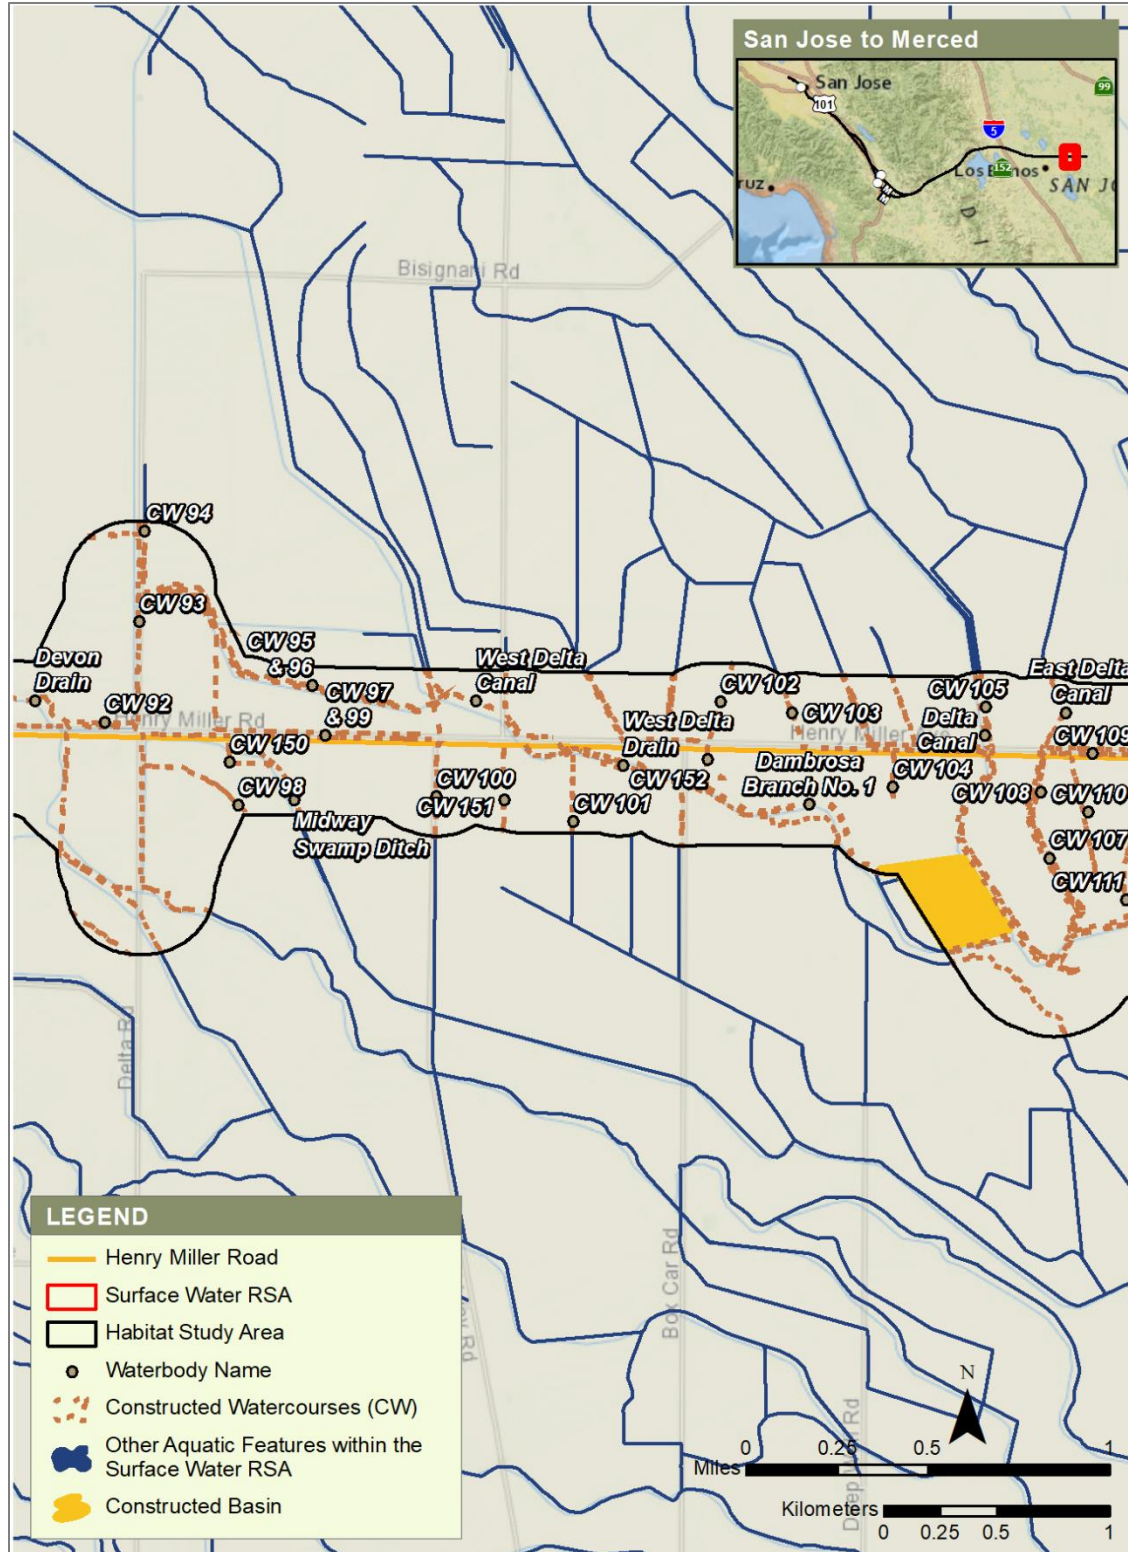 San Jose to Merced
San Jose
101
99
5
152
Los Banos
ruz
SAN JO
D I
M
M
Bisignani Rd
CW 94
CW 93
CW 95
& 96
Devon
Drain
CW 92
CW 97
& 99
West Delta
Canal
CW 102
CW 103
CW 105
Delta
Canal
East Delta
Canal
CW 109
Henry Miller Rd
Henry Miller Ave
CW 150
West Delta
Drain
CW 152
Dambrosa
Branch No. 1
CW 104
CW 108
CW 110
CW 98
CW 100
CW 151
CW 101
CW 107
Midway
Swamp Ditch
CW 111
Delta Rd
Box Car Rd
Rd
LEGEND
Henry Miller Road
Surface Water RSA
Habitat Study Area
Waterbody Name
Constructed Watercourses (CW)
Other Aquatic Features within the
Surface Water RSA
Constructed Basin
N
0 0.25 0.5 1
Miles
Kilometers
0 0.25 0.5 1